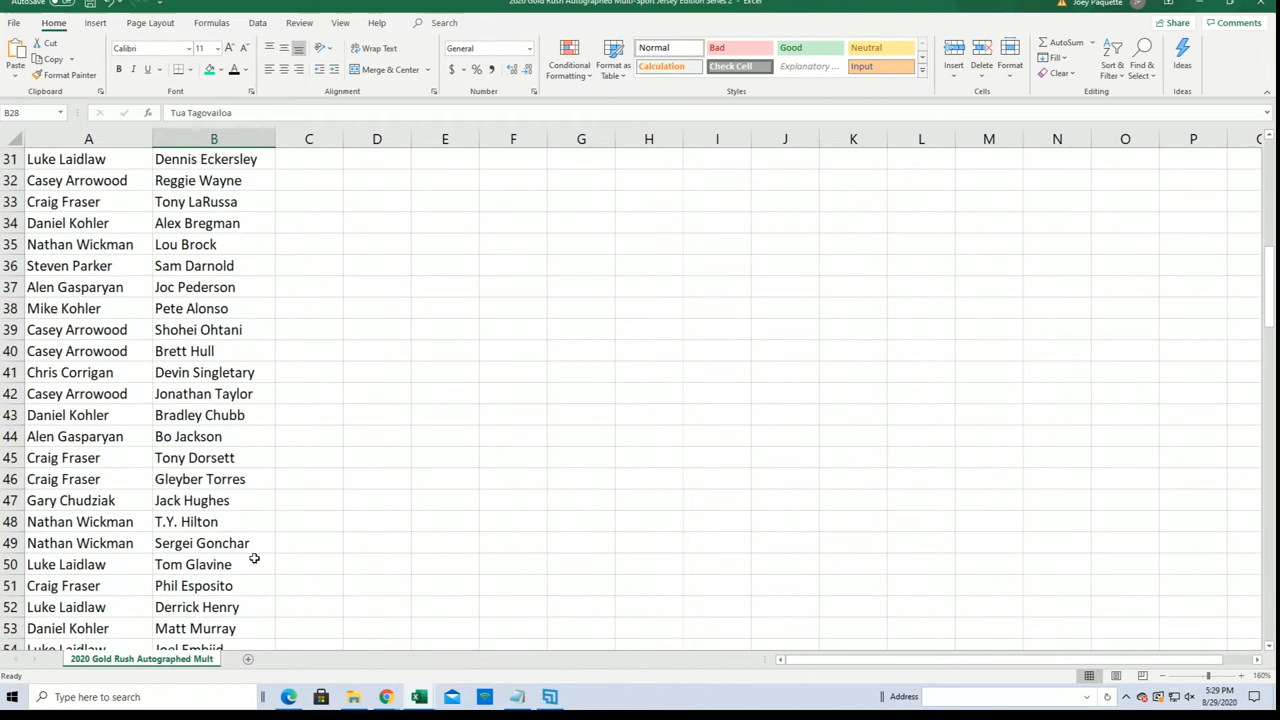 AutoSave
2020 Gold Rush Autographed Multi-Sport Jersey Edition Series 2 - Excel
Joey Paquette JP
File Home Insert Page Layout Formulas Data Review View Help Search Share Comments
Paste Cut Calibri 11 Wrap Text General Conditional Formatting Format as Table Normal Bad Good Neutral Insert Delete Format AutoSum Sort & Filter Find & Select Ideas
Copy Merge & Center Calculation Check Cell Explanatory ... Input Fill
Format Painter Clear
Clipboard Font Alignment Number Styles Cells Editing Ideas
B28 fx Tua Tagovailoa
A B C D E F G H I J K L M N O P
31 Luke Laidlaw Dennis Eckersley
32 Casey Arrowood Reggie Wayne
33 Craig Fraser Tony LaRussa
34 Daniel Kohler Alex Bregman
35 Nathan Wickman Lou Brock
36 Steven Parker Sam Darnold
37 Alen Gasparyan Joc Pederson
38 Mike Kohler Pete Alonso
39 Casey Arrowood Shohei Ohtani
40 Casey Arrowood Brett Hull
41 Chris Corrigan Devin Singletary
42 Casey Arrowood Jonathan Taylor
43 Daniel Kohler Bradley Chubb
44 Alen Gasparyan Bo Jackson
45 Craig Fraser Tony Dorsett
46 Craig Fraser Gleyber Torres
47 Gary Chudziak Jack Hughes
48 Nathan Wickman T.Y. Hilton
49 Nathan Wickman Sergei Gonchar
50 Luke Laidlaw Tom Glavine
51 Craig Fraser Phil Esposito
52 Luke Laidlaw Derrick Henry
53 Daniel Kohler Matt Murray
54 Luke Laidlaw Joel Embiid
2020 Gold Rush Autographed Mult
Ready 160%
Type here to search Address 5:29 PM
8/29/2020